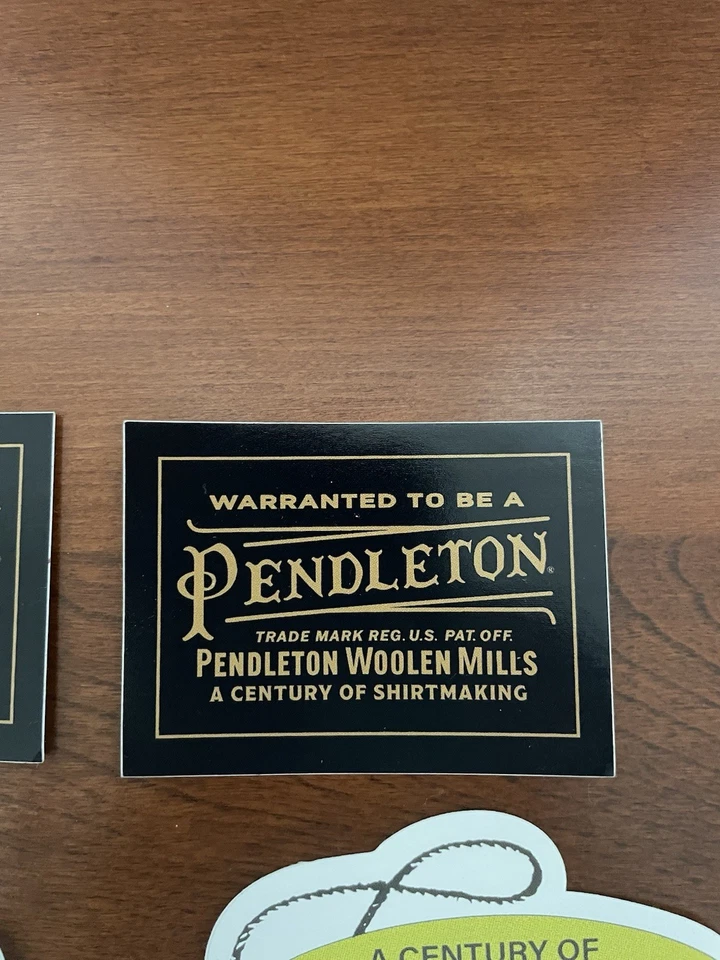 WARRANTED TO BE A
PENDLETON®
TRADE MARK REG. U.S. PAT. OFF.
PENDLETON WOOLEN MILLS
A CENTURY OF SHIRTMAKING
A CENTURY OF